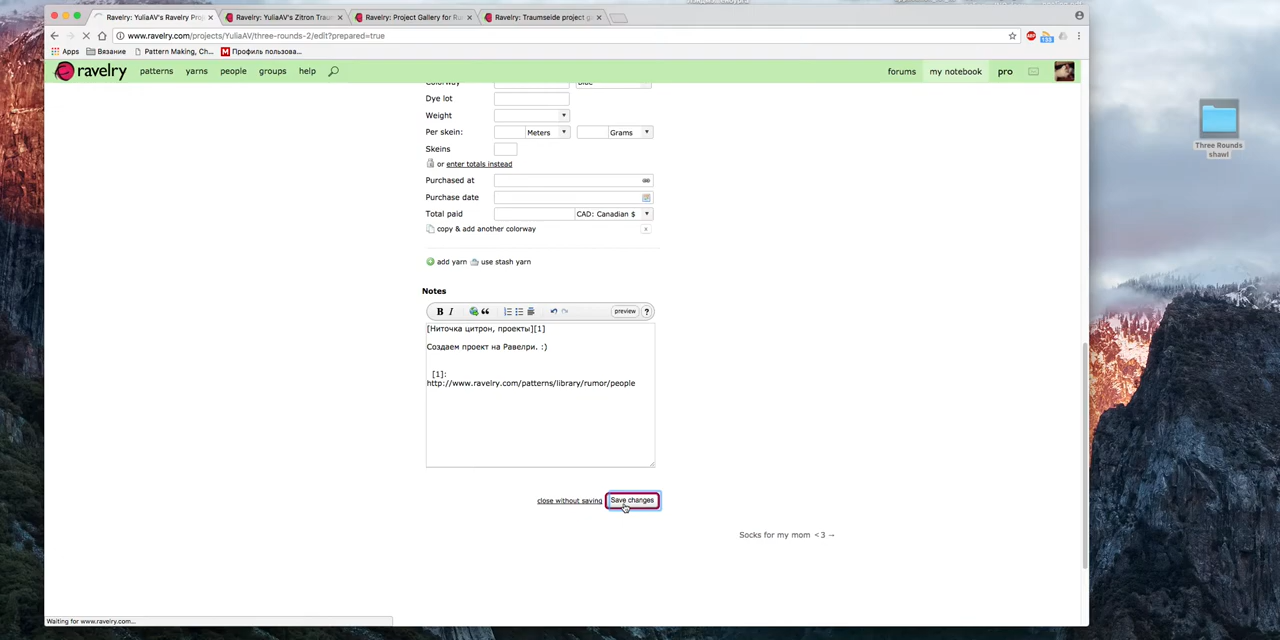 Ravelry: YuliaAV's Ravelry Proj
Ravelry: YuliaAV's Zitron Traum
Ravelry: Project Gallery for Ru
Ravelry: Traumseide project ga
www.ravelry.com/projects/YuliaAV/three-rounds-2/edit?prepared=true
Apps
Вязание
Pattern Making, Ch...
Профиль пользова...
ravelry
patterns
yarns
people
groups
help
forums
my notebook
pro
Dye lot
Weight
Per skein:
Meters
Grams
Skeins
or enter totals instead
Purchased at
Purchase date
Total paid
CAD: Canadian $
copy & add another colorway
x
add yarn
use stash yarn
Notes
B
I
preview
?
[Ниточка цитрон, проекты][1]
Создаем проект на Равелри. :)
[1]:
http://www.ravelry.com/patterns/library/rumor/people
close without saving
Save changes
Socks for my mom <3 →
Waiting for www.ravelry.com...
Three Rounds
shawl